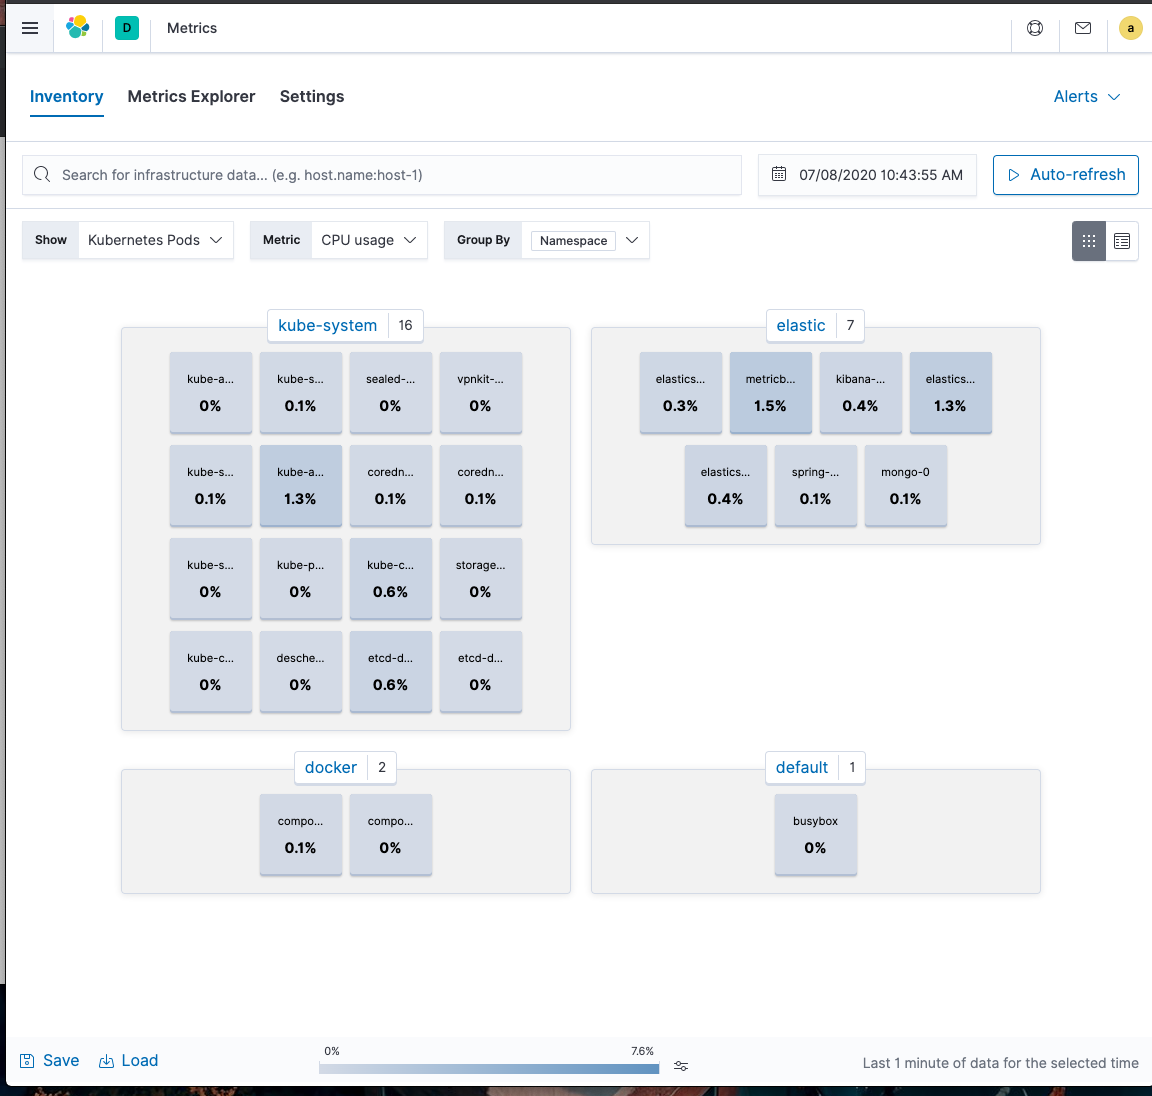 D Metrics a
Inventory Metrics Explorer Settings Alerts
Search for infrastructure data... (e.g. host.name:host-1) 07/08/2020 10:43:55 AM Auto-refresh
Show Kubernetes Pods Metric CPU usage Group By Namespace
kube-system 16
kube-a... kube-s... sealed-... vpnkit-...
0% 0.1% 0% 0%
kube-s... kube-a... coredn... coredn...
0.1% 1.3% 0.1% 0.1%
kube-s... kube-p... kube-c... storage...
0% 0% 0.6% 0%
kube-c... desche... etcd-d... etcd-d...
0% 0% 0.6% 0%
elastic 7
elastics... metricb... kibana-... elastics...
0.3% 1.5% 0.4% 1.3%
elastics... spring-... mongo-0
0.4% 0.1% 0.1%
docker 2
compo... compo...
0.1% 0%
default 1
busybox
0%
Save Load
0% 7.6%
Last 1 minute of data for the selected time